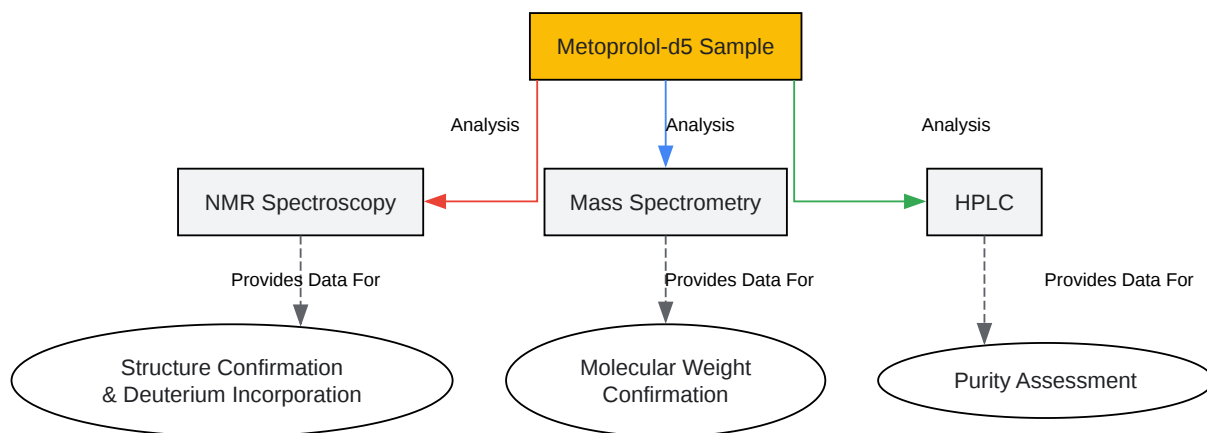 Metoprolol-d5 Sample
Analysis
Analysis
Analysis
NMR Spectroscopy
Mass Spectrometry
HPLC
Provides Data For
Provides Data For
Provides Data For
Structure Confirmation
& Deuterium Incorporation
Molecular Weight
Confirmation
Purity Assessment